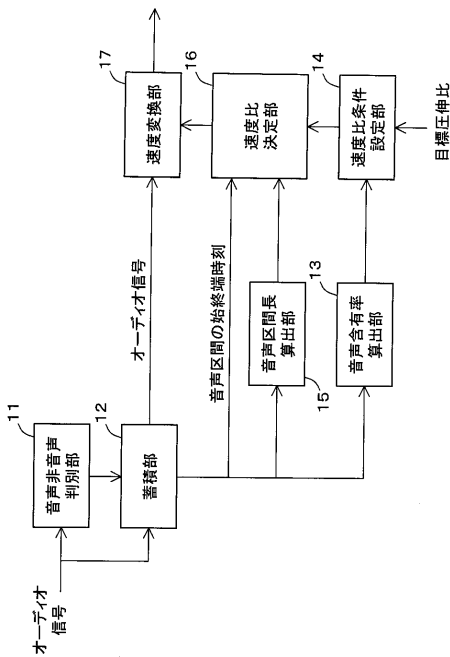 オーディオ
信号
11
音声非音声
判別部
12
蓄積部
オーディオ信号
17
速度変換部
音声区間の始終端時刻
16
速度比
決定部
音声区間長
算出部
15
13
音声含有率
算出部
14
速度比条件
設定部
目標圧伸比